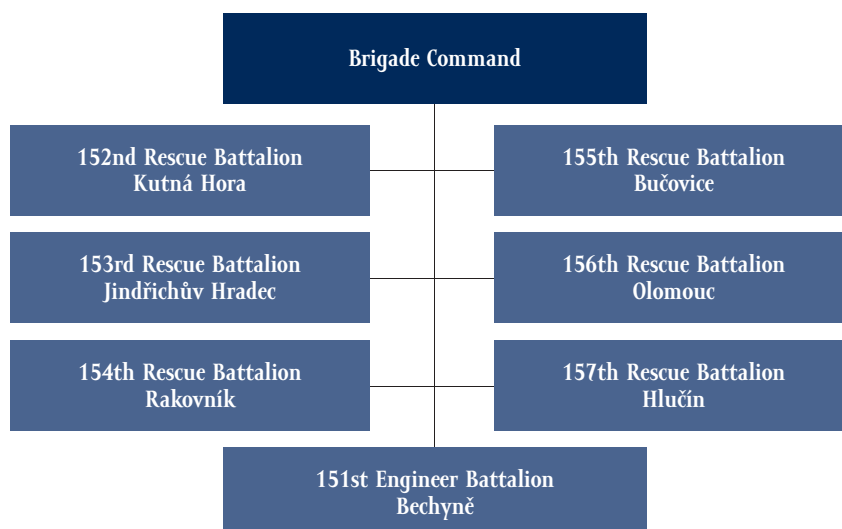 Brigade Command
152nd Rescue Battalion
Kutná Hora
155th Rescue Battalion
Bučovice
153rd Rescue Battalion
Jindřichův Hradec
156th Rescue Battalion
Olomouc
154th Rescue Battalion
Rakovník
157th Rescue Battalion
Hlučín
151st Engineer Battalion
Bechyně